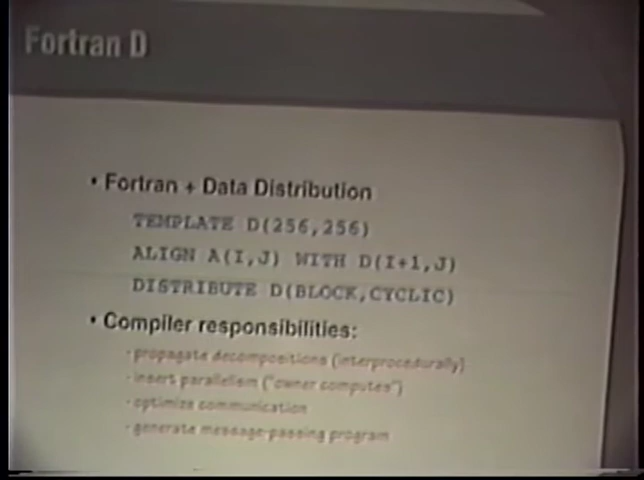 Fortran D
• Fortran + Data Distribution
TEMPLATE D(256,256)
ALIGN A(I,J) WITH D(I+1,J)
DISTRIBUTE D(BLOCK,CYCLIC)
• Compiler responsibilities:
- propagate decompositions (interprocedurally)
- insert parallelism ("owner computes")
- optimize communication
- generate message-passing program